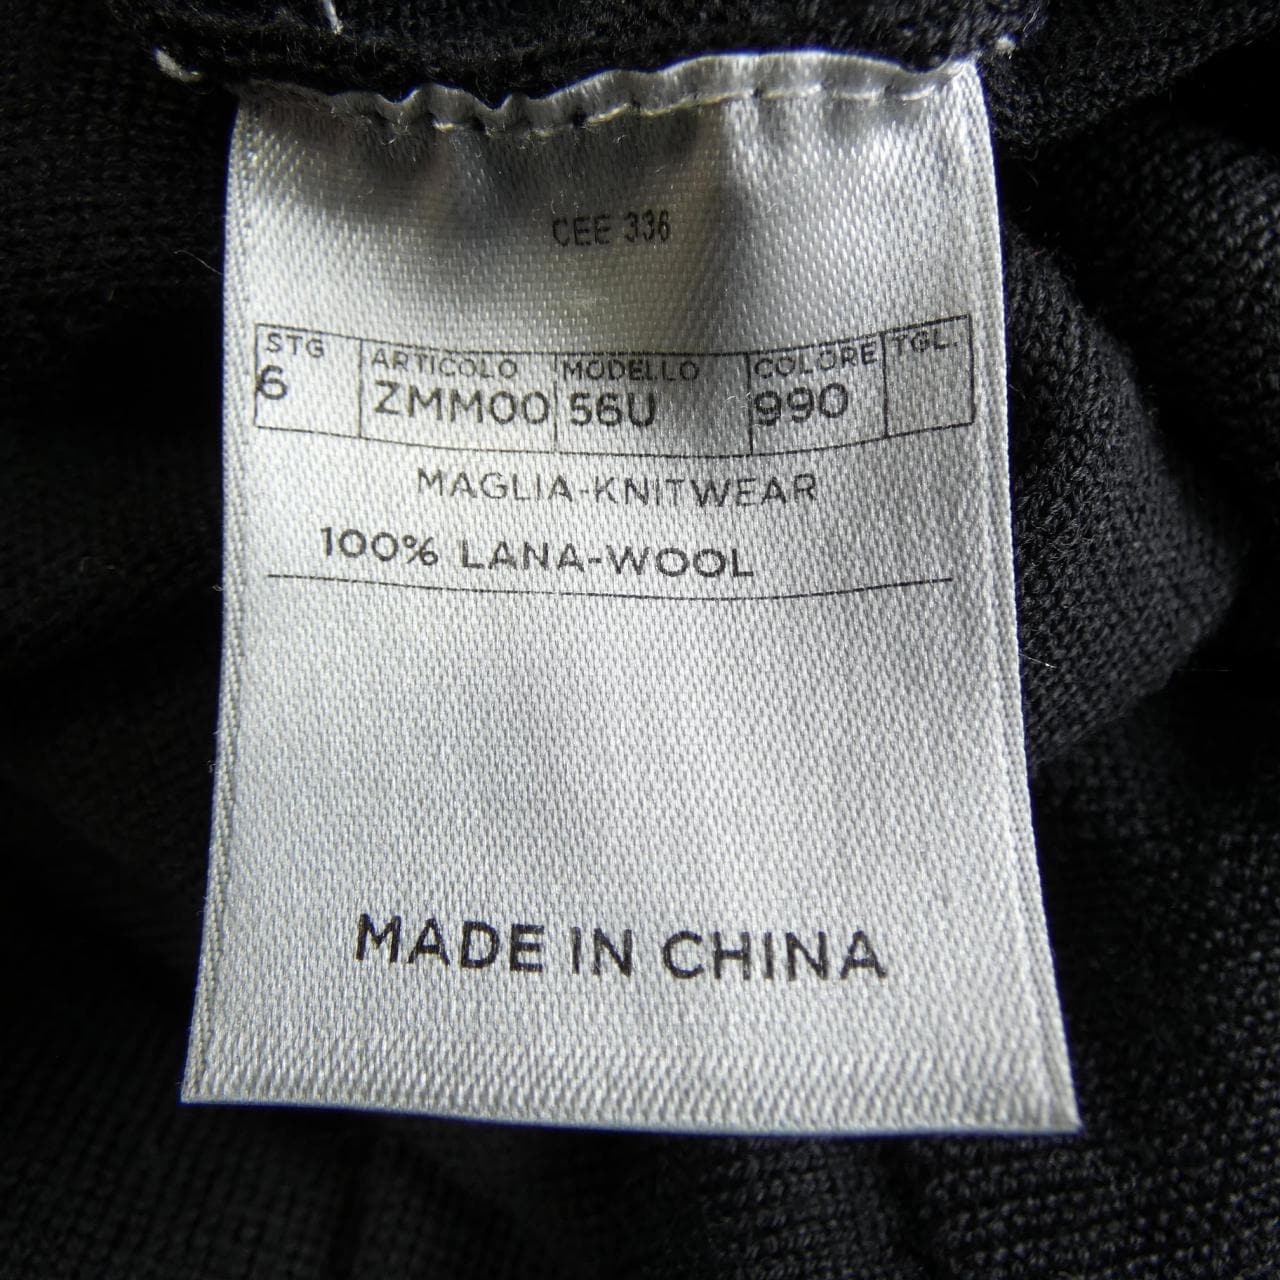 CEE 336
STG ARTICOLO MODELLO COLORE TGL.
6 ZMM00 56U 990
MAGLIA-KNITWEAR
100% LANA-WOOL
MADE IN CHINA